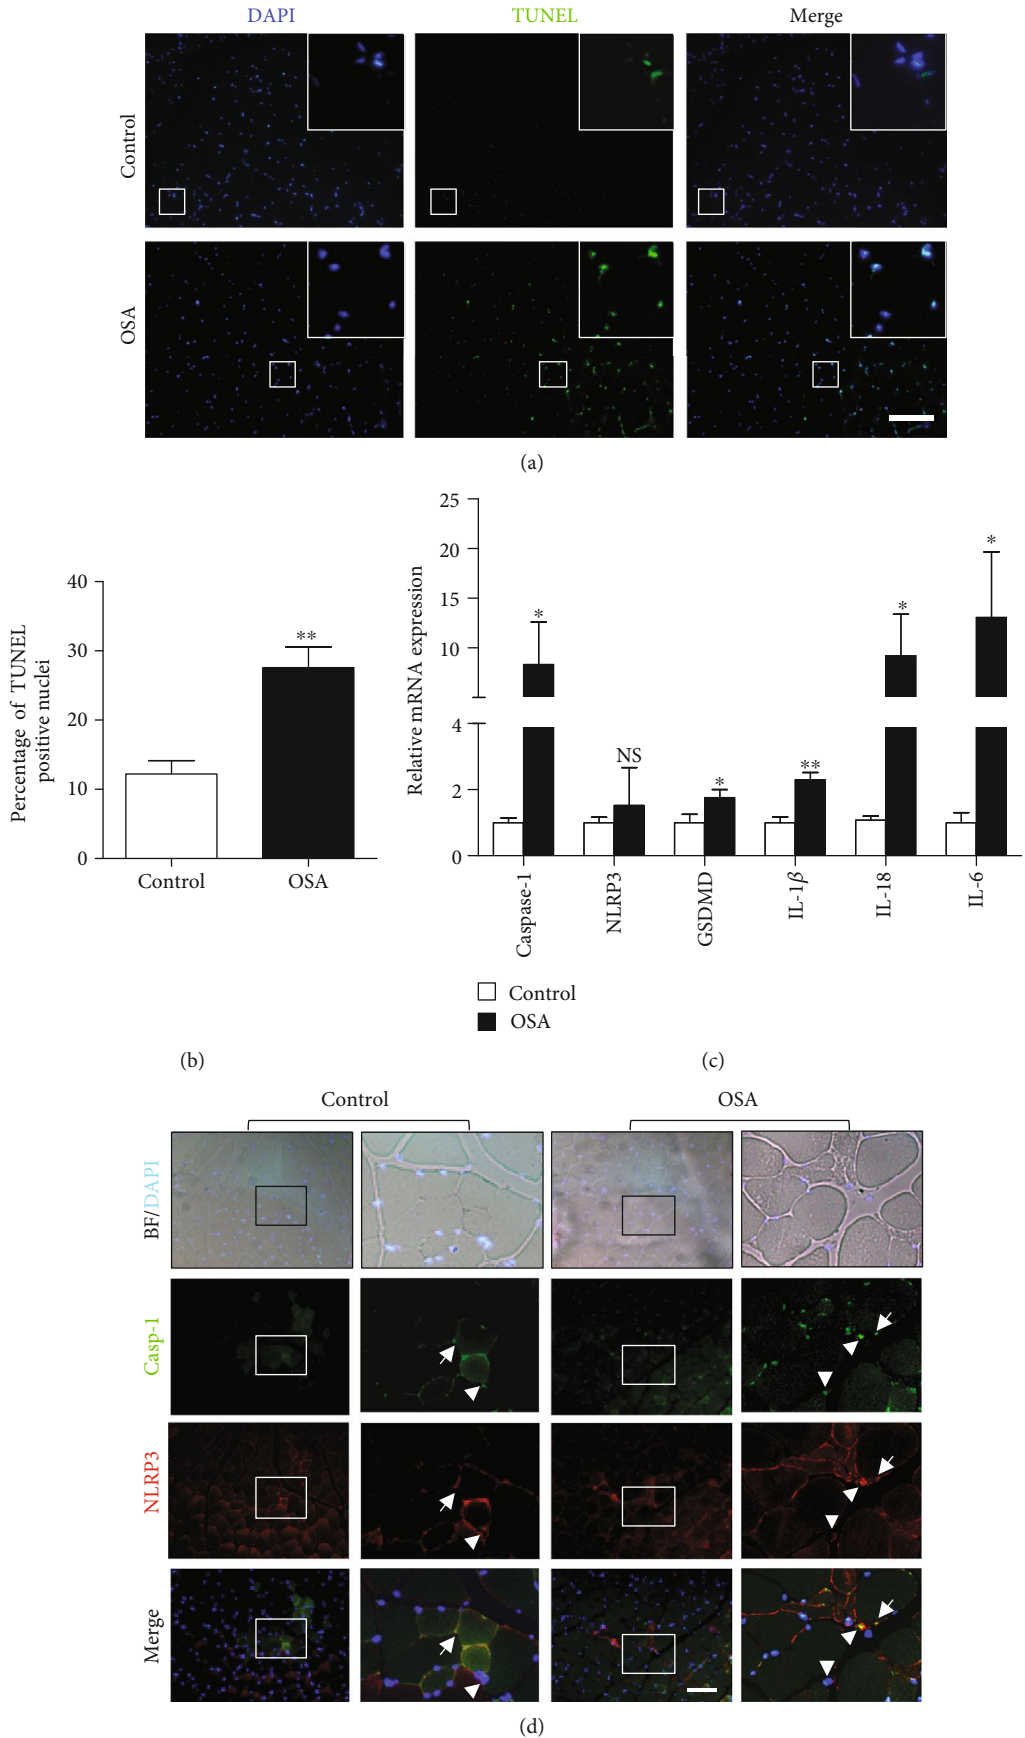 DAPI TUNEL Merge
Control
OSA
(a)
Percentage of TUNEL
positive nuclei
40
30
20
10
0
**
Control OSA
(b)
Relative mRNA expression
25
20
15
10
4
2
0
* NS * ** * *
Caspase-1 NLRP3 GSDMD IL-1β IL-18 IL-6
Control
OSA
(c)
Control OSA
BF/DAPI
Casp-1
NLRP3
Merge
(d)